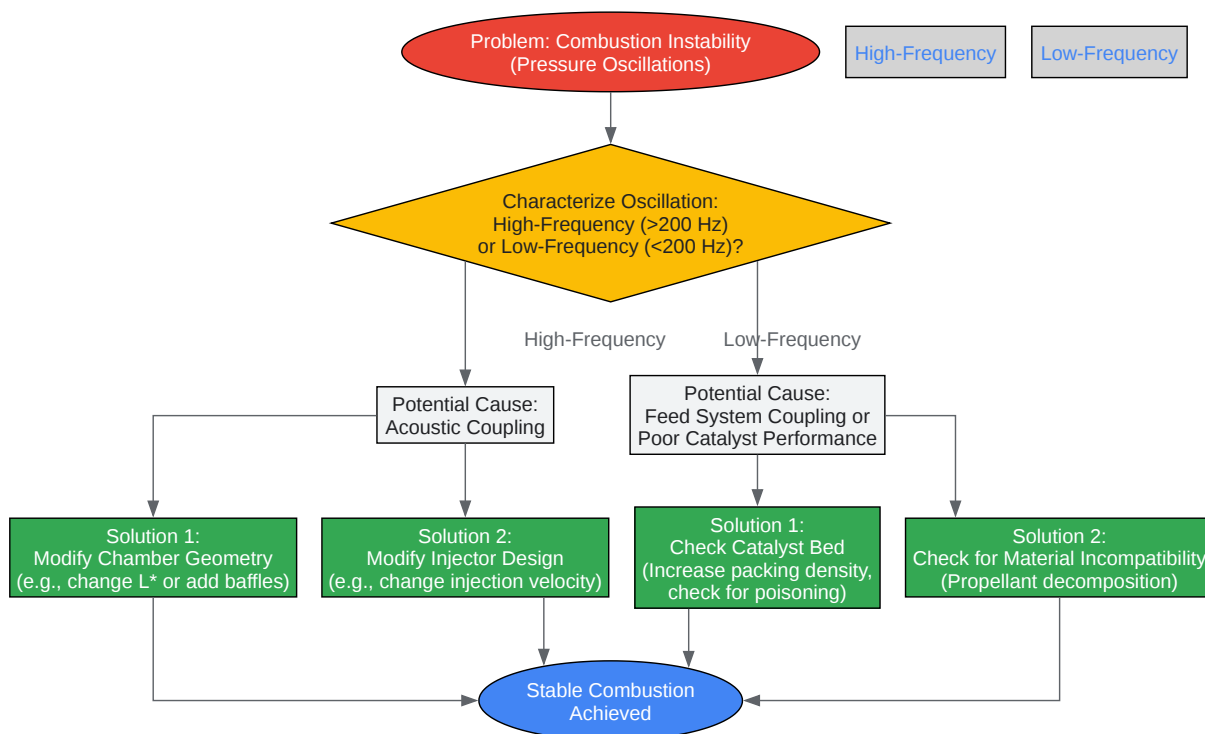 Problem: Combustion Instability
(Pressure Oscillations)
High-Frequency
Low-Frequency
Characterize Oscillation:
High-Frequency (>200 Hz)
or Low-Frequency (<200 Hz)?
High-Frequency
Low-Frequency
Potential Cause:
Acoustic Coupling
Potential Cause:
Feed System Coupling or
Poor Catalyst Performance
Solution 1:
Modify Chamber Geometry
(e.g., change L* or add baffles)
Solution 2:
Modify Injector Design
(e.g., change injection velocity)
Solution 1:
Check Catalyst Bed
(Increase packing density,
check for poisoning)
Solution 2:
Check for Material Incompatibility
(Propellant decomposition)
Stable Combustion
Achieved